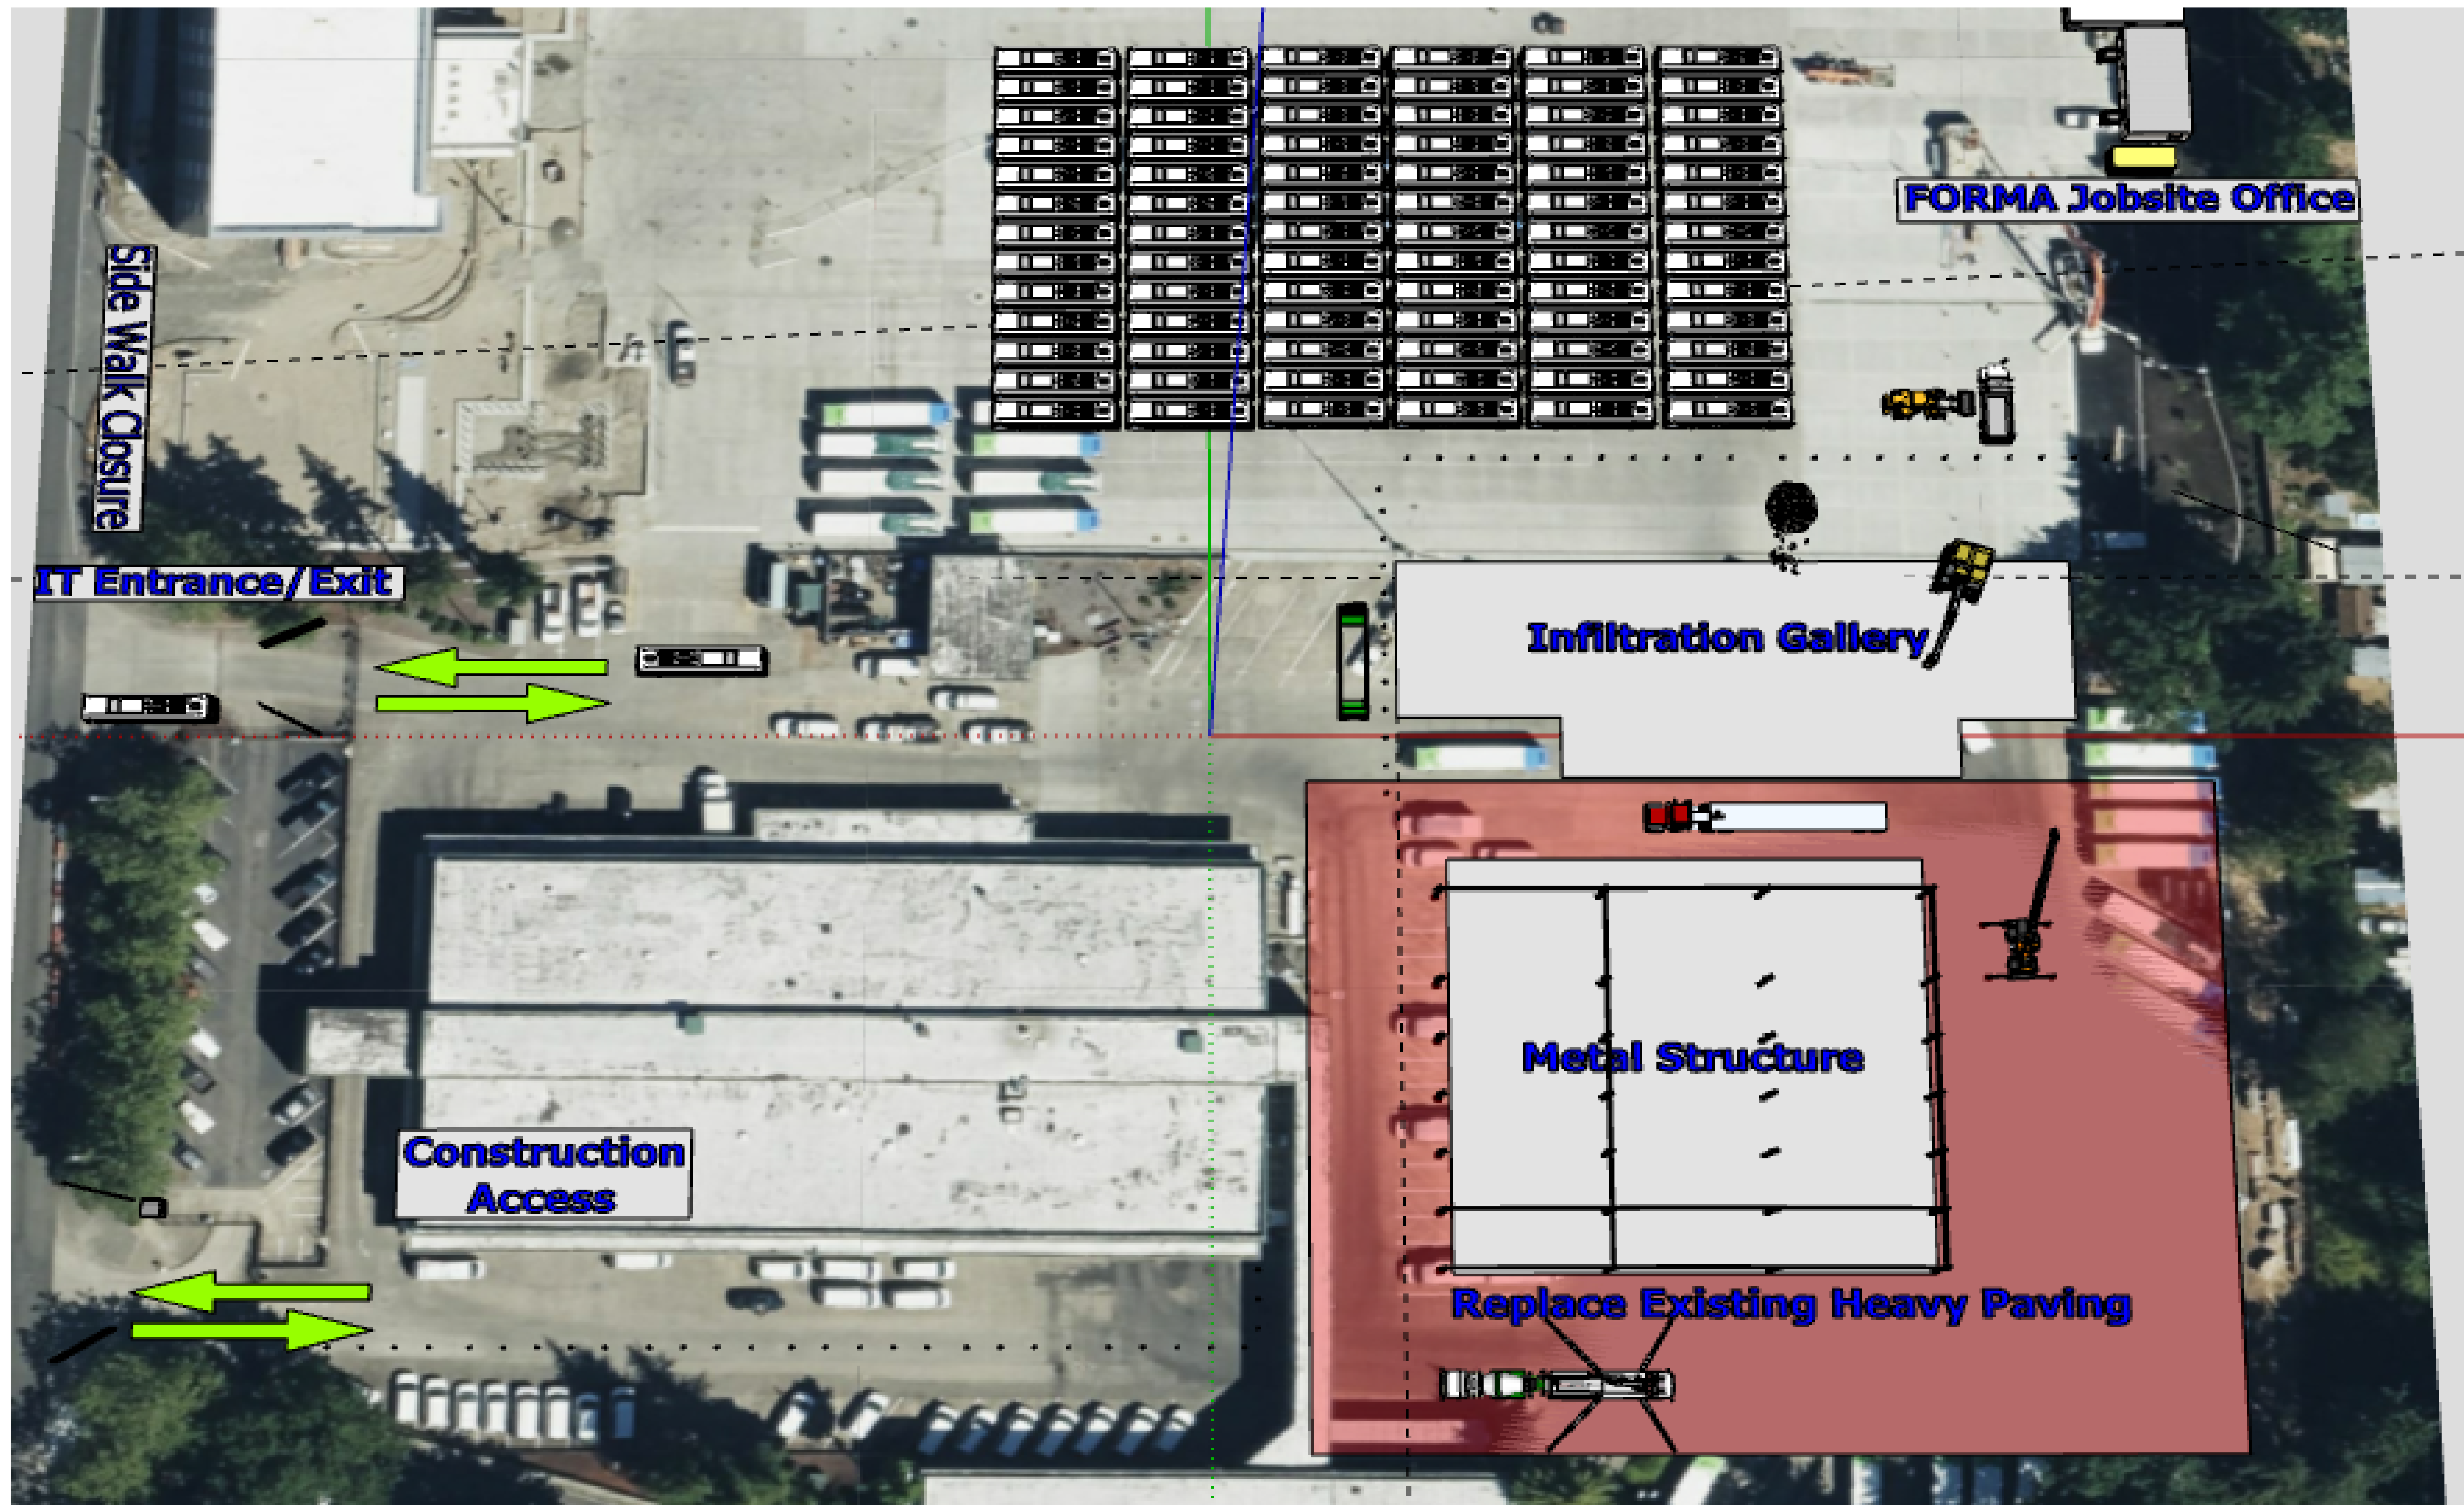 FORMA Jobsite Office
Side Walk Closure
IT Entrance/Exit
Infiltration Gallery
Metal Structure
Construction
Access
Replace Existing Heavy Paving